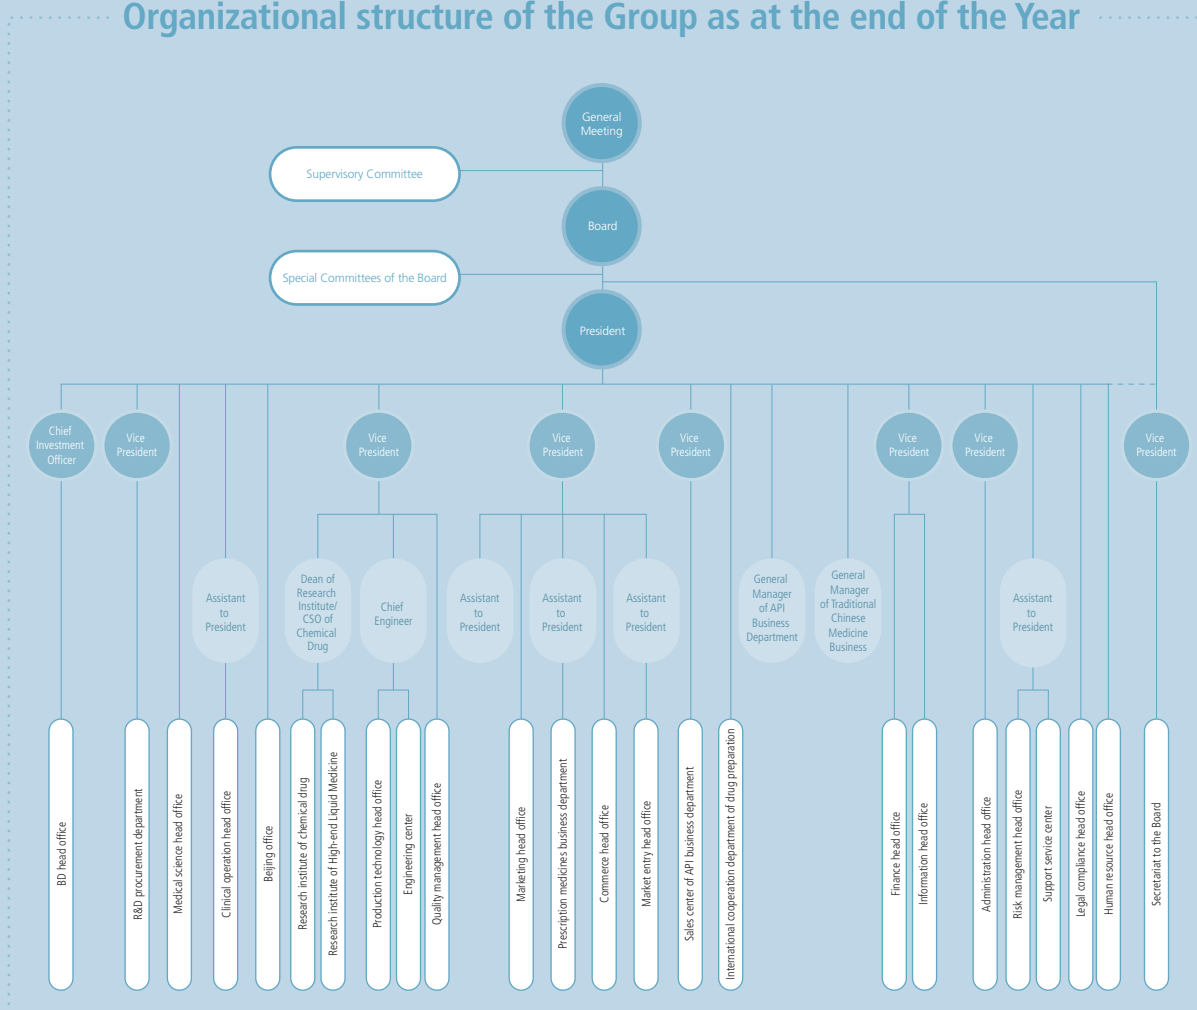 Organizational structure of the Group as at the end of the Year
General
Meeting
Supervisory Committee
Board
Special Committees of the Board
President
Chief
Investment
Officer
Vice
President
Vice
President
Vice
President
Vice
President
Vice
President
Vice
President
Vice
President
Assistant
to
President
Dean of
Research
Institute/
CSO of
Chemical
Drug
Chief
Engineer
Assistant
to
President
Assistant
to
President
Assistant
to
President
General
Manager
of API
Business
Department
General
Manager
of Traditional
Chinese
Medicine
Business
Assistant
to
President
BD head office
R&D procurement department
Medical science head office
Clinical operation head office
Beijing office
Research institute of chemical drug
Research institute of High-end Liquid Medicine
Production technology head office
Engineering center
Quality management head office
Marketing head office
Prescription medicines business department
Commerce head office
Market entry head office
Sales center of API business department
International cooperation department of drug preparation
Finance head office
Information head office
Administration head office
Risk management head office
Support service center
Legal compliance head office
Human resource head office
Secretariat to the Board